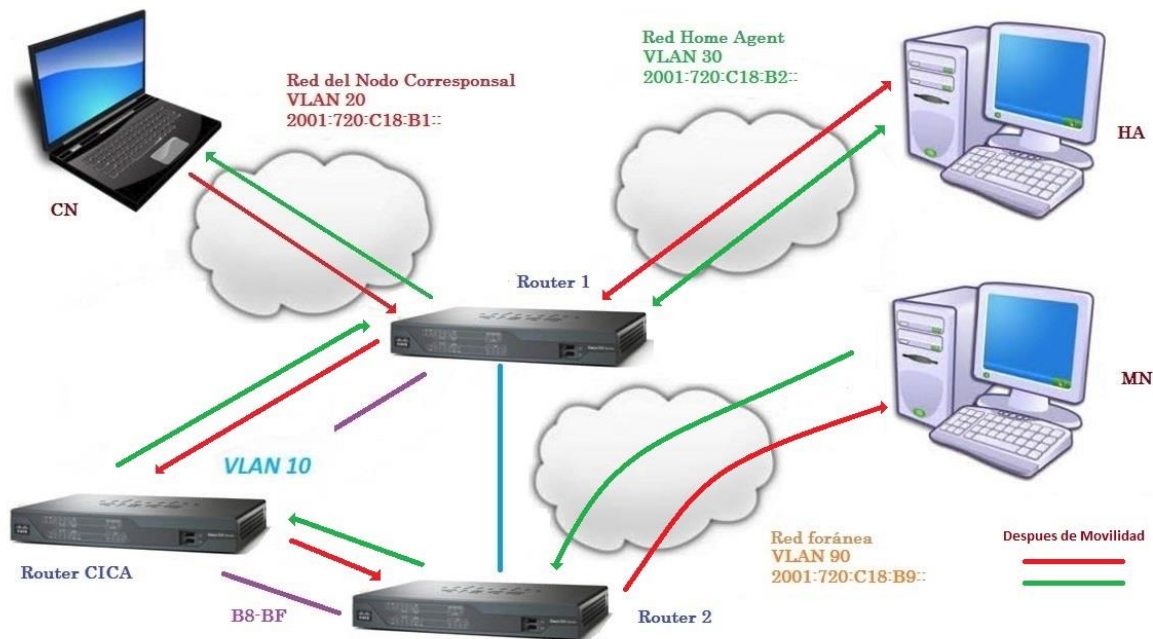 Red del Nodo Corresponsal
VLAN 20
2001:720:C18:B1::
Red Home Agent
VLAN 30
2001:720:C18:B2::
HA
CN
Router 1
MN
VLAN 10
Router CICA
B8-BF
Router 2
Red foránea
VLAN 90
2001:720:C18:B9::
Despues de Movilidad